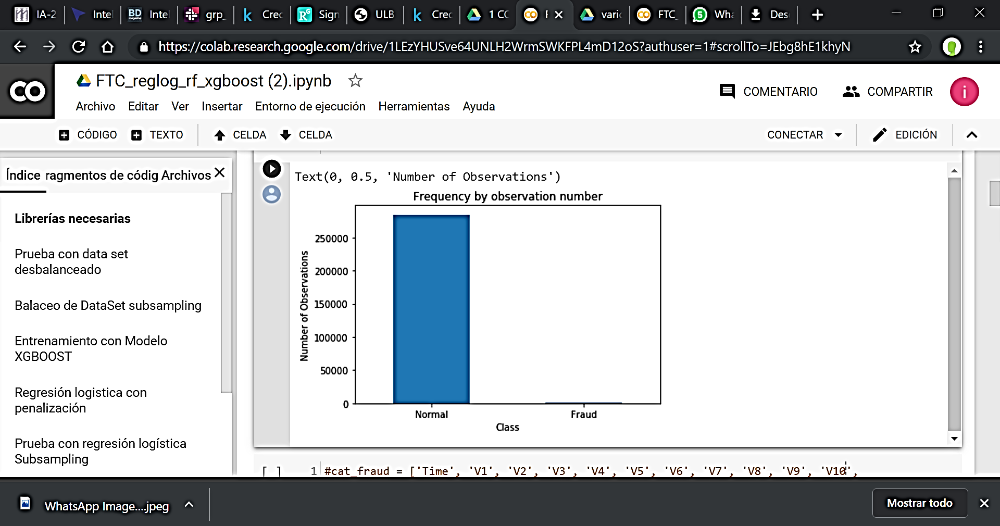 IA-2 Intel BD Intel grp_ Crec Sign ULB Crec 1 CC F vario FTC_ Wha Des
https://colab.research.google.com/drive/1LEzYHUSve64UNLH2WrmSWKFPL4mD12oS?authuser=1#scrollTo=JEbg8hE1khyN
FTC_reglog_rf_xgboost (2).ipynb
COMENTARIO COMPARTIR i
Archivo Editar Ver Insertar Entorno de ejecución Herramientas Ayuda
CÓDIGO TEXTO CELDA CELDA CONECTAR EDICIÓN
Índice ragmentos de códig Archivos
Librerías necesarias
Prueba con data set
desbalanceado
Balaceo de DataSet subsampling
Entrenamiento con Modelo
XGBOOST
Regresión logistica con
penalización
Prueba con regresión logística
Subsampling
Text(0, 0.5, 'Number of Observations')
Frequency by observation number
Number of Observations
250000
200000
150000
100000
50000
0
Normal Fraud
Class
[ ] 1 #cat_fraud = ['Time', 'V1', 'V2', 'V3', 'V4', 'V5', 'V6', 'V7', 'V8', 'V9', 'V10',
WhatsApp Image....jpeg
Mostrar todo